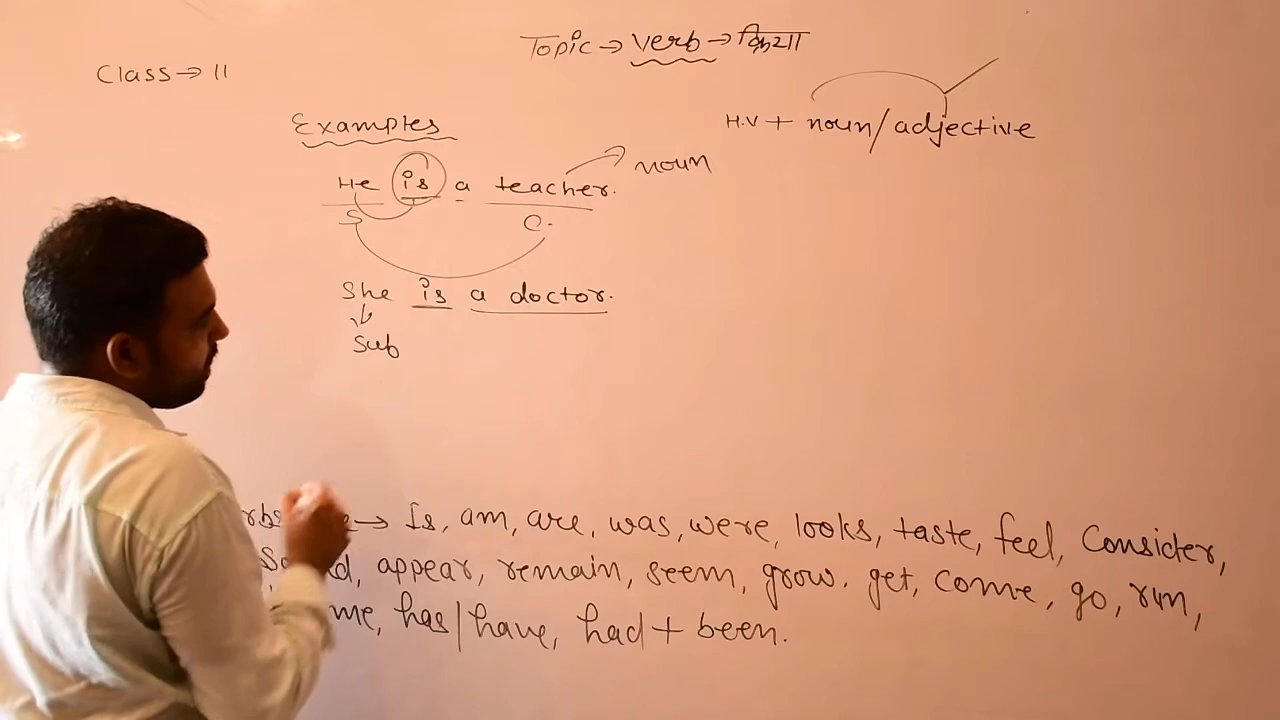 Topic → Verb → क्रिया
Class → 11
Examples
H.V + noun/adjective
He is a teacher. noun
S C.
She is a doctor.
Sub
→ Is, am, are, was, were, looks, taste, feel, Consider,
appear, remain, seem, grow. get, come, go, run,
has/have, had + been.